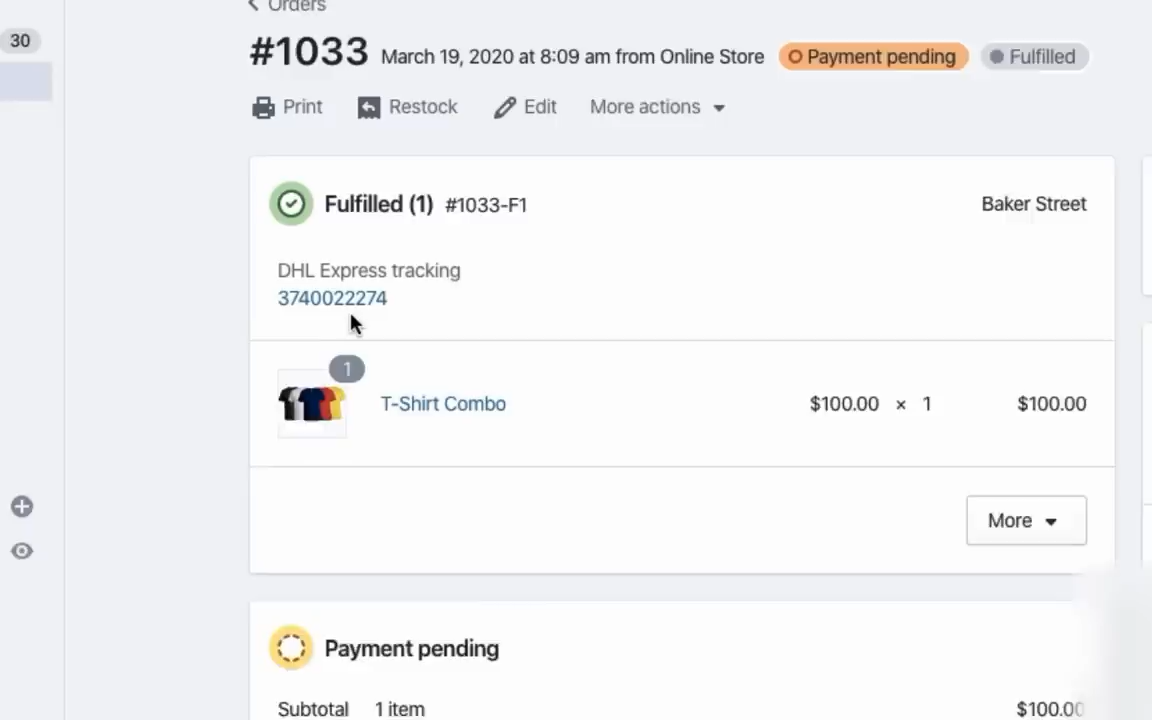 Orders
30
#1033 March 19, 2020 at 8:09 am from Online Store Payment pending Fulfilled
Print Restock Edit More actions
Fulfilled (1) #1033-F1 Baker Street
DHL Express tracking
3740022274
1
T-Shirt Combo $100.00 × 1 $100.00
More
Payment pending
Subtotal 1 item $100.00